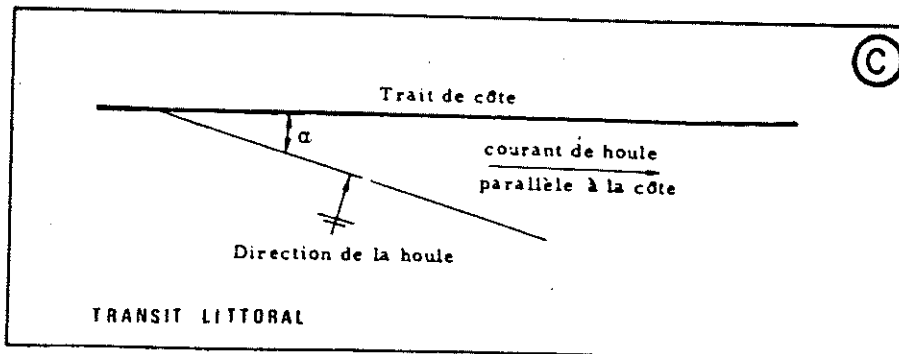 C
Trait de côte
α
courant de houle
parallèle à la côte
Direction de la houle
TRANSIT LITTORAL